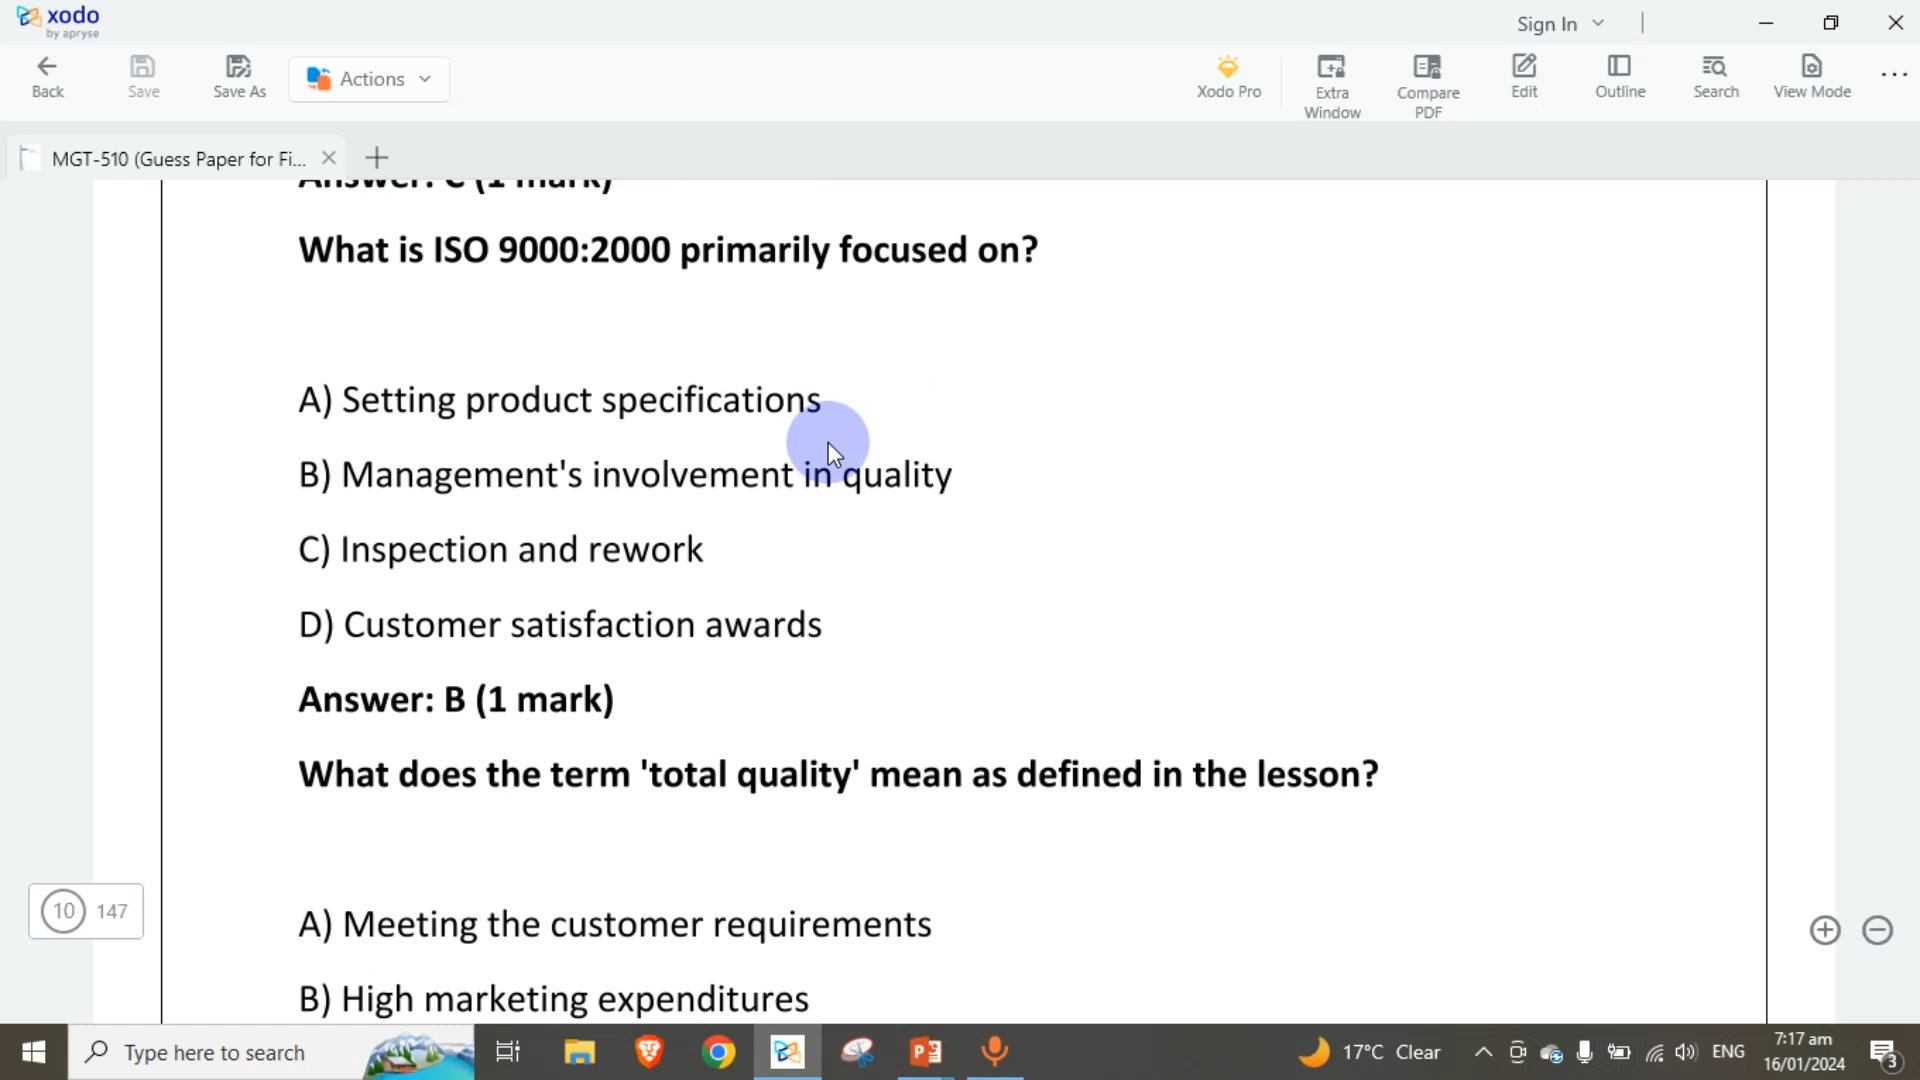 xodo
by apryse
Sign In
Back
Save
Save As
Actions
Xodo Pro
Extra
Window
Compare
PDF
Edit
Outline
Search
View Mode
MGT-510 (Guess Paper for Fi...
Answer: C (1 mark)
What is ISO 9000:2000 primarily focused on?
A) Setting product specifications
B) Management's involvement in quality
C) Inspection and rework
D) Customer satisfaction awards
Answer: B (1 mark)
What does the term 'total quality' mean as defined in the lesson?
10 147
A) Meeting the customer requirements
B) High marketing expenditures
Type here to search
17°C Clear
ENG
7:17 am
16/01/2024
3